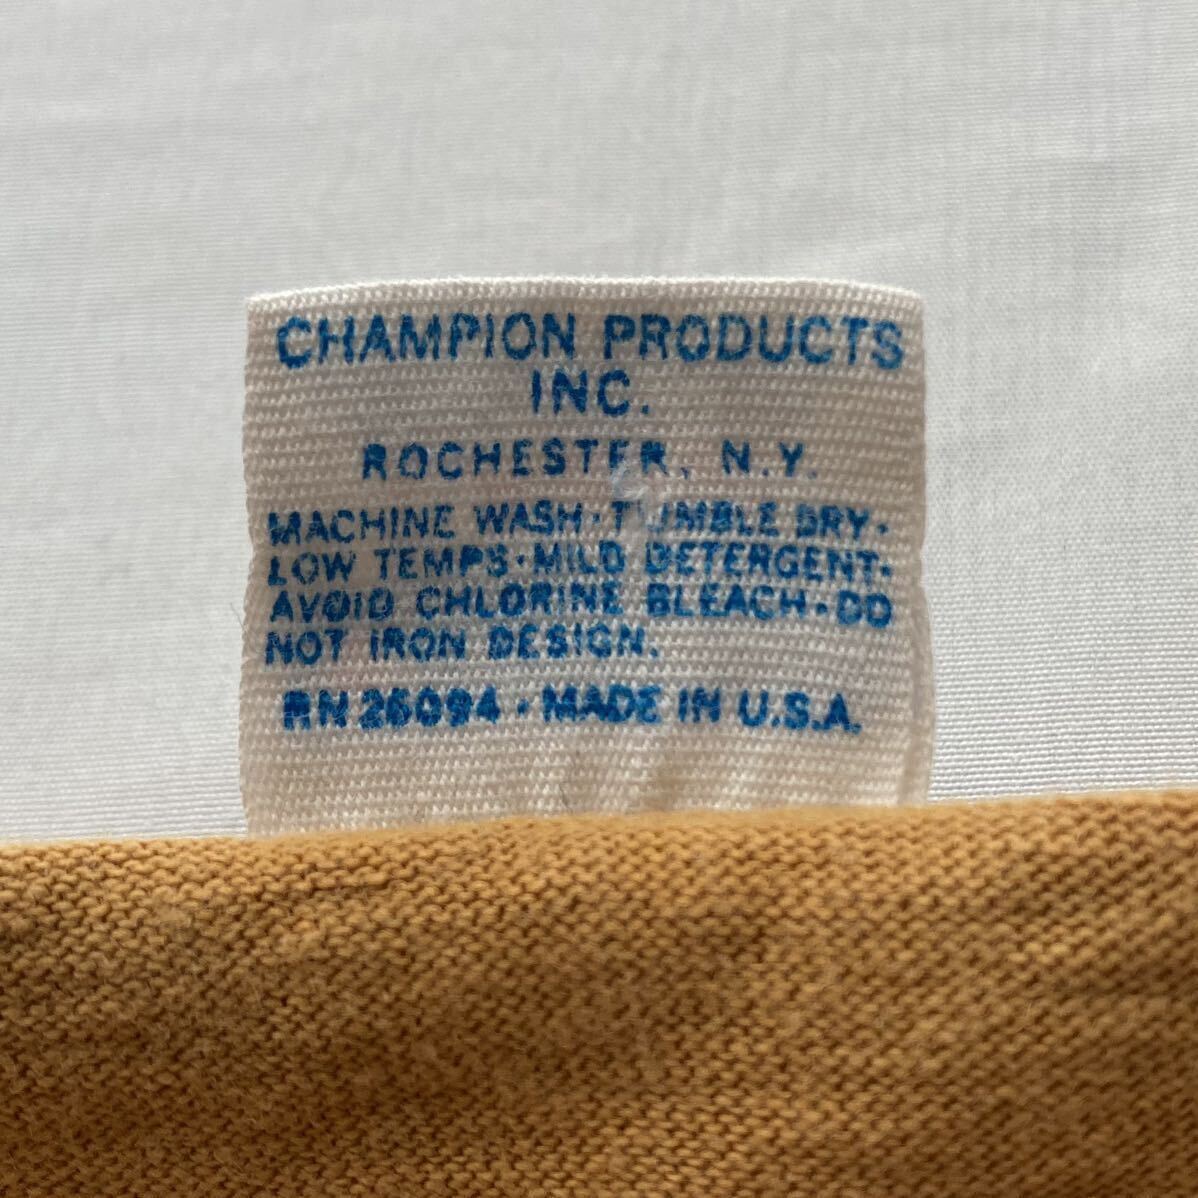 CHAMPION PRODUCTS
INC.
ROCHESTER, N.Y.
MACHINE WASH·TUMBLE DRY·
LOW TEMPS·MILD DETERGENT·
AVOID CHLORINE BLEACH·DO
NOT IRON DESIGN.
RN 26094·MADE IN U.S.A.